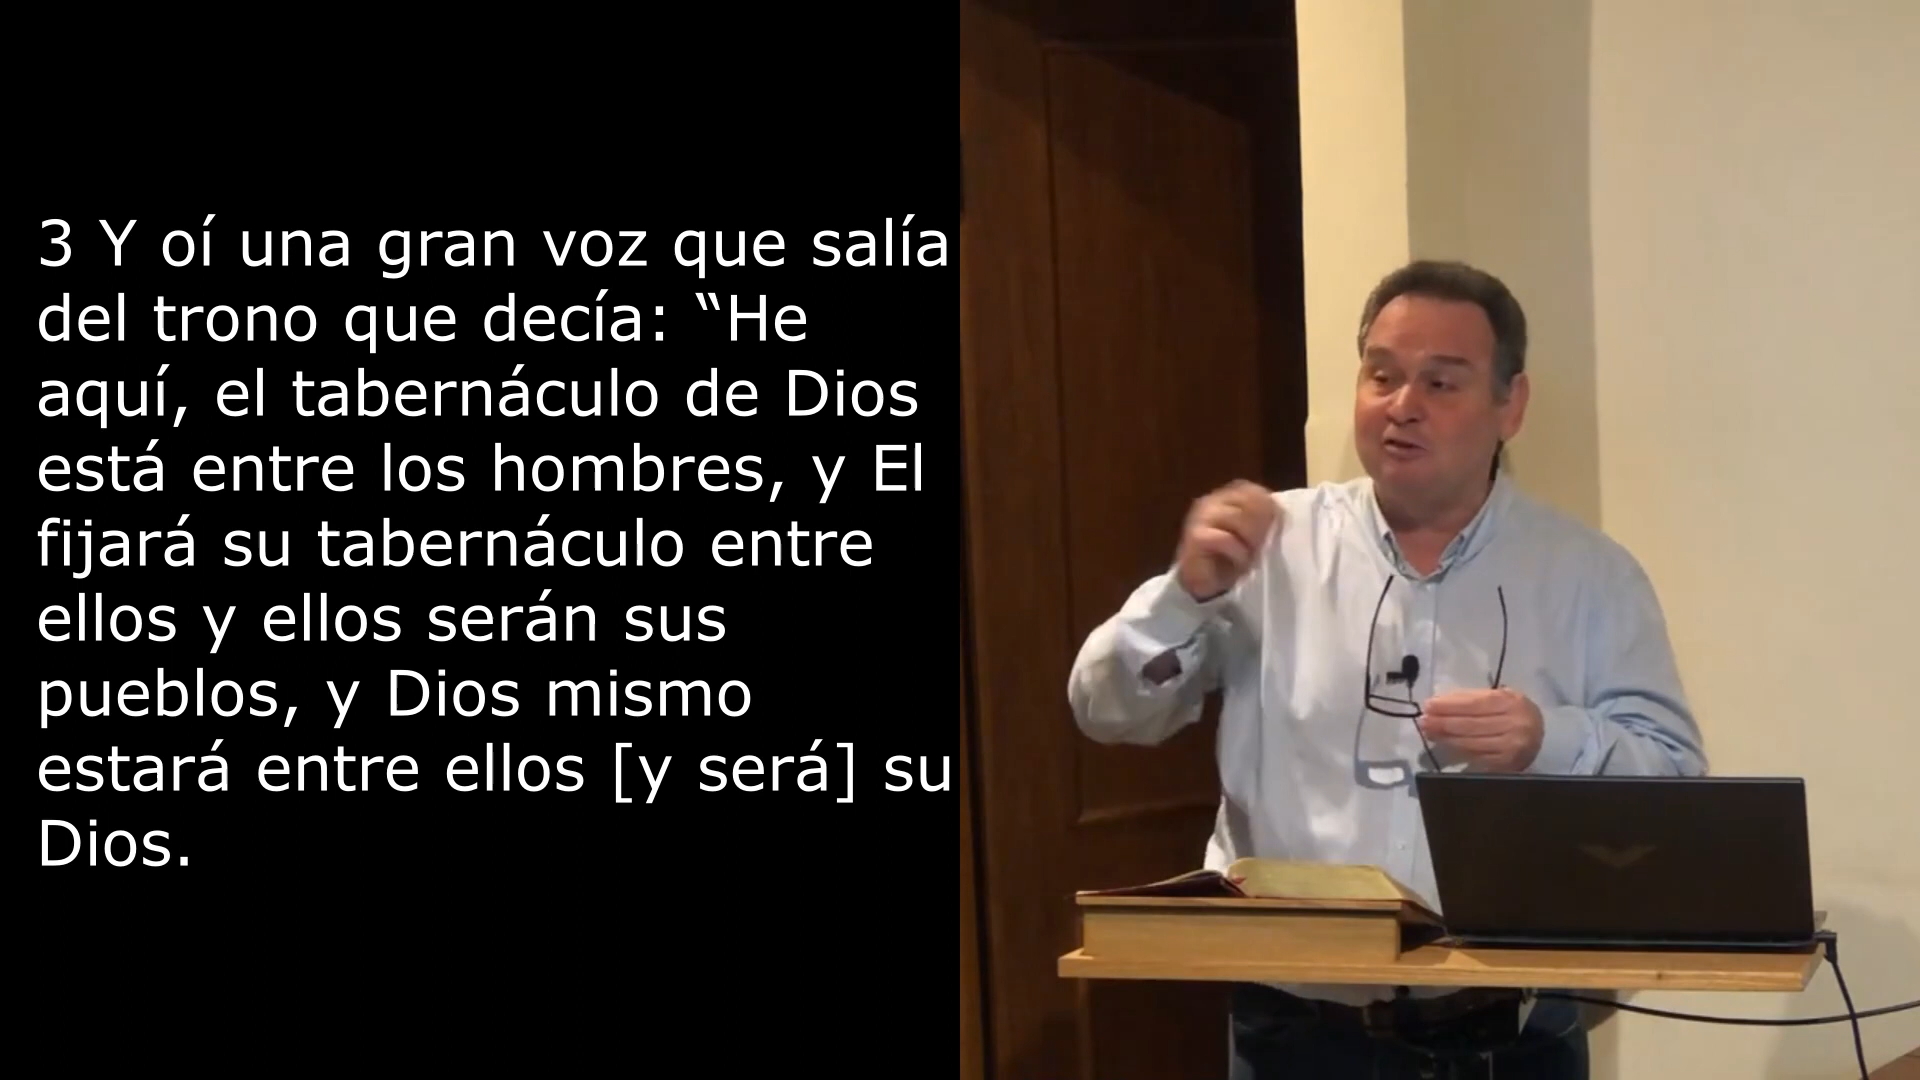 3 Y oí una gran voz que salía
del trono que decía: “He
aquí, el tabernáculo de Dios
está entre los hombres, y El
fijará su tabernáculo entre
ellos y ellos serán sus
pueblos, y Dios mismo
estará entre ellos [y será] su
Dios.